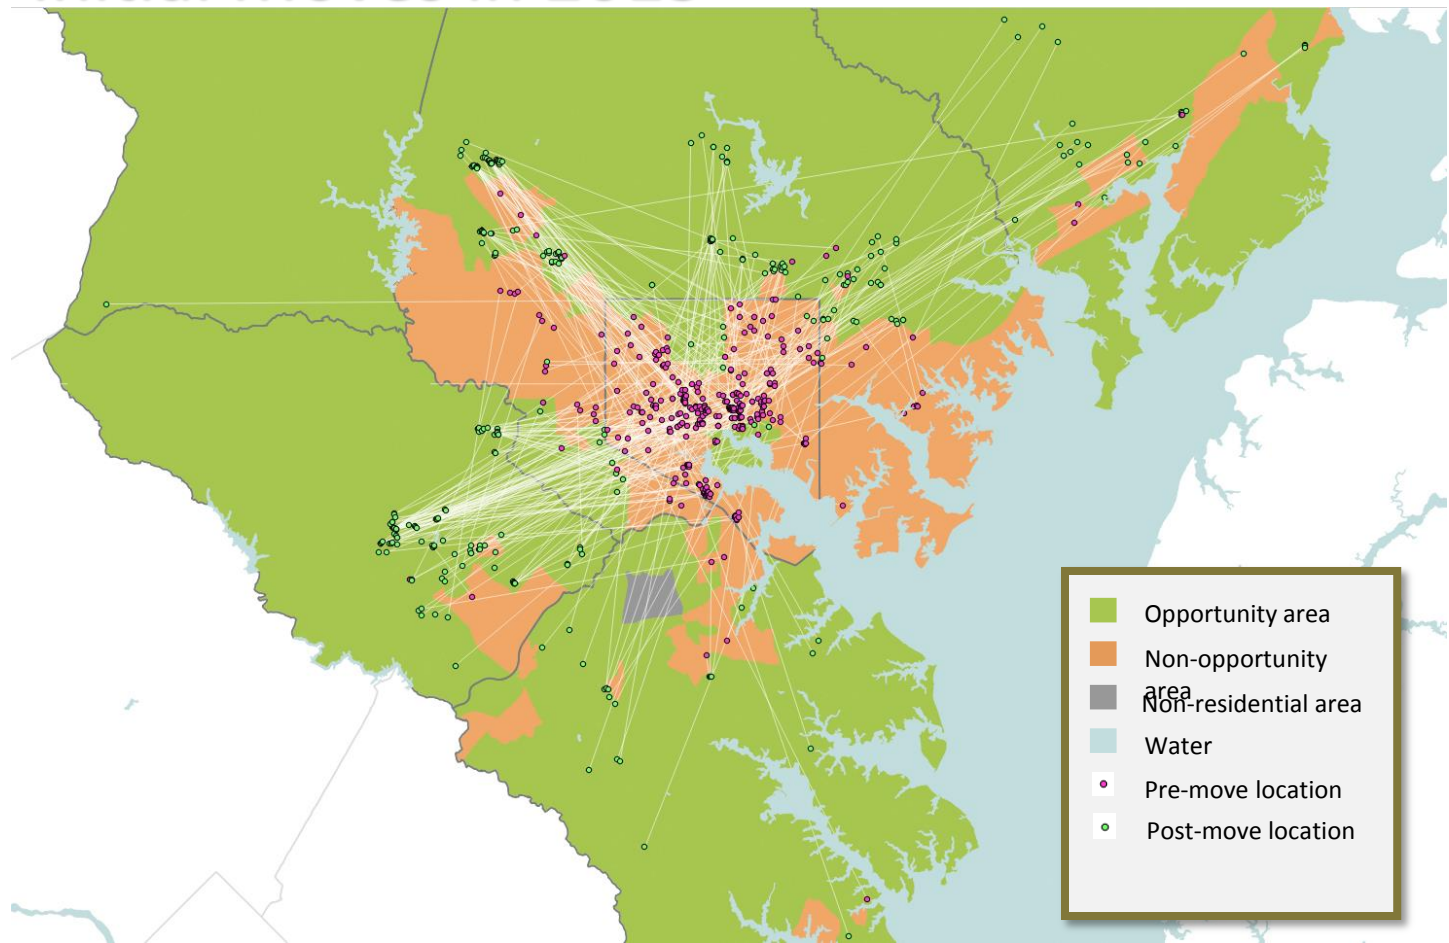 Opportunity area
Non-opportunity
area
Non-residential area
Water
Pre-move location
Post-move location